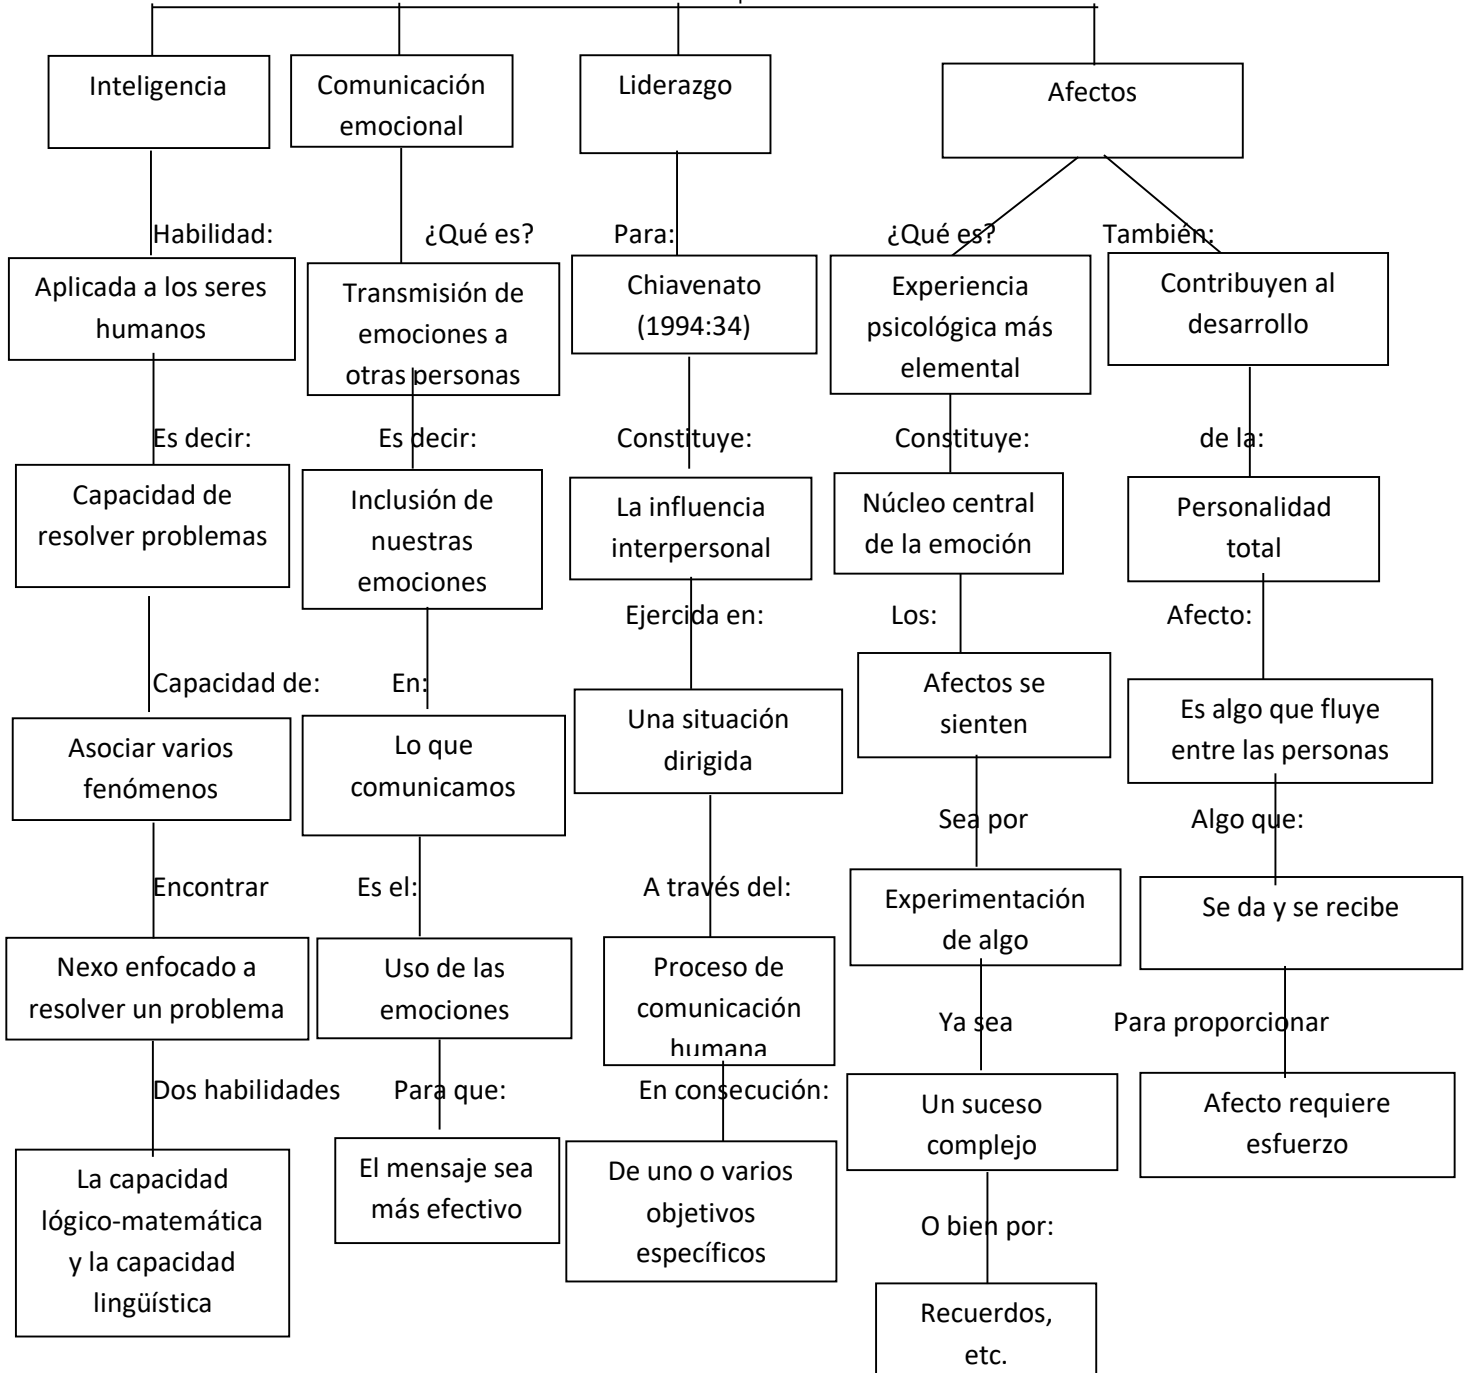 Inteligencia
Comunicación
emocional
Liderazgo
Afectos
Habilidad:
¿Qué es?
Para:
¿Qué es?
También:
Aplicada a los seres
humanos
Transmisión de
emociones a
otras personas
Chiavenato
(1994:34)
Experiencia
psicológica más
elemental
Contribuyen al
desarrollo
Es decir:
Es decir:
Constituye:
Constituye:
de la:
Capacidad de
resolver problemas
Inclusión de
nuestras
emociones
La influencia
interpersonal
Núcleo central
de la emoción
Personalidad
total
Ejercida en:
Los:
Afecto:
Capacidad de:
En:
Afectos se
sienten
Es algo que fluye
entre las personas
Asociar varios
fenómenos
Lo que
comunicamos
Una situación
dirigida
Sea por
Algo que:
Encontrar
Es el:
A través del:
Experimentación
de algo
Se da y se recibe
Nexo enfocado a
resolver un problema
Uso de las
emociones
Proceso de
comunicación
humana
Ya sea
Para proporcionar
Dos habilidades
Para que:
En consecución:
Un suceso
complejo
Afecto requiere
esfuerzo
La capacidad
lógico-matemática
y la capacidad
lingüística
El mensaje sea
más efectivo
De uno o varios
objetivos
específicos
O bien por:
Recuerdos,
etc.